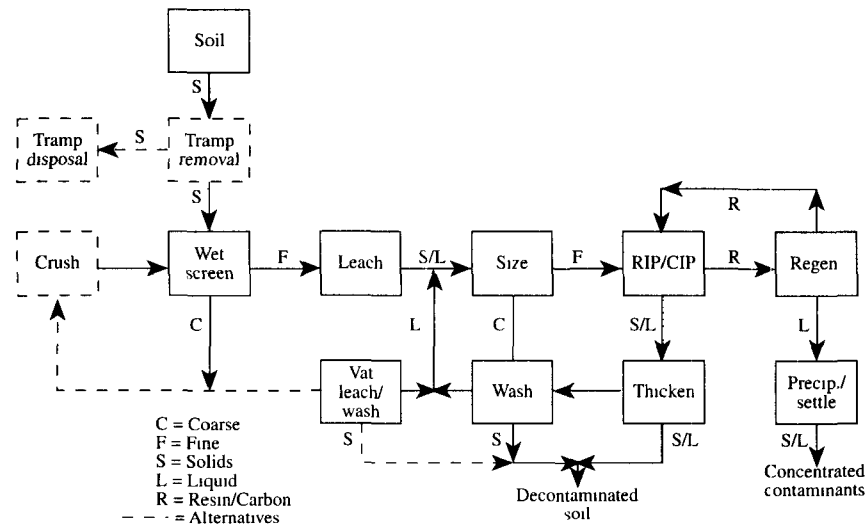 Soil
S
Tramp
disposal
S
Tramp
removal
S
R
R
Crush
Wet
screen
F
Leach
S/L
Size
F
RIP/CIP
R
Regen
C
L
C
S/L
L
Vat
leach/
wash
Wash
Thicken
Precip./
settle
C = Coarse
F = Fine
S = Solids
L = Liquid
R = Resin/Carbon
= Alternatives
S
S
S/L
S/L
Decontaminated
soil
Concentrated
contaminants